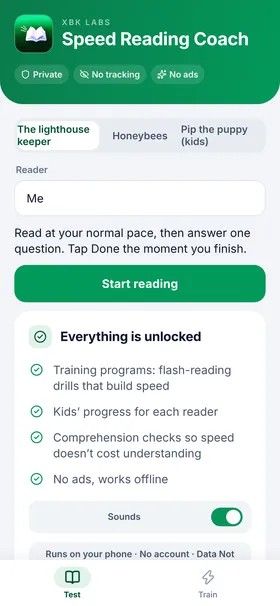 XBK LABS
Speed Reading Coach
Private
No tracking
No ads
The lighthouse
keeper
Honeybees
Pip the puppy
(kids)
Reader
Me
Read at your normal pace, then answer one
question. Tap Done the moment you finish.
Start reading
Everything is unlocked
Training programs: flash-reading
drills that build speed
Kids’ progress for each reader
Comprehension checks so speed
doesn’t cost understanding
No ads, works offline
Sounds
Runs on your phone · No account · Data Not
Test
Train